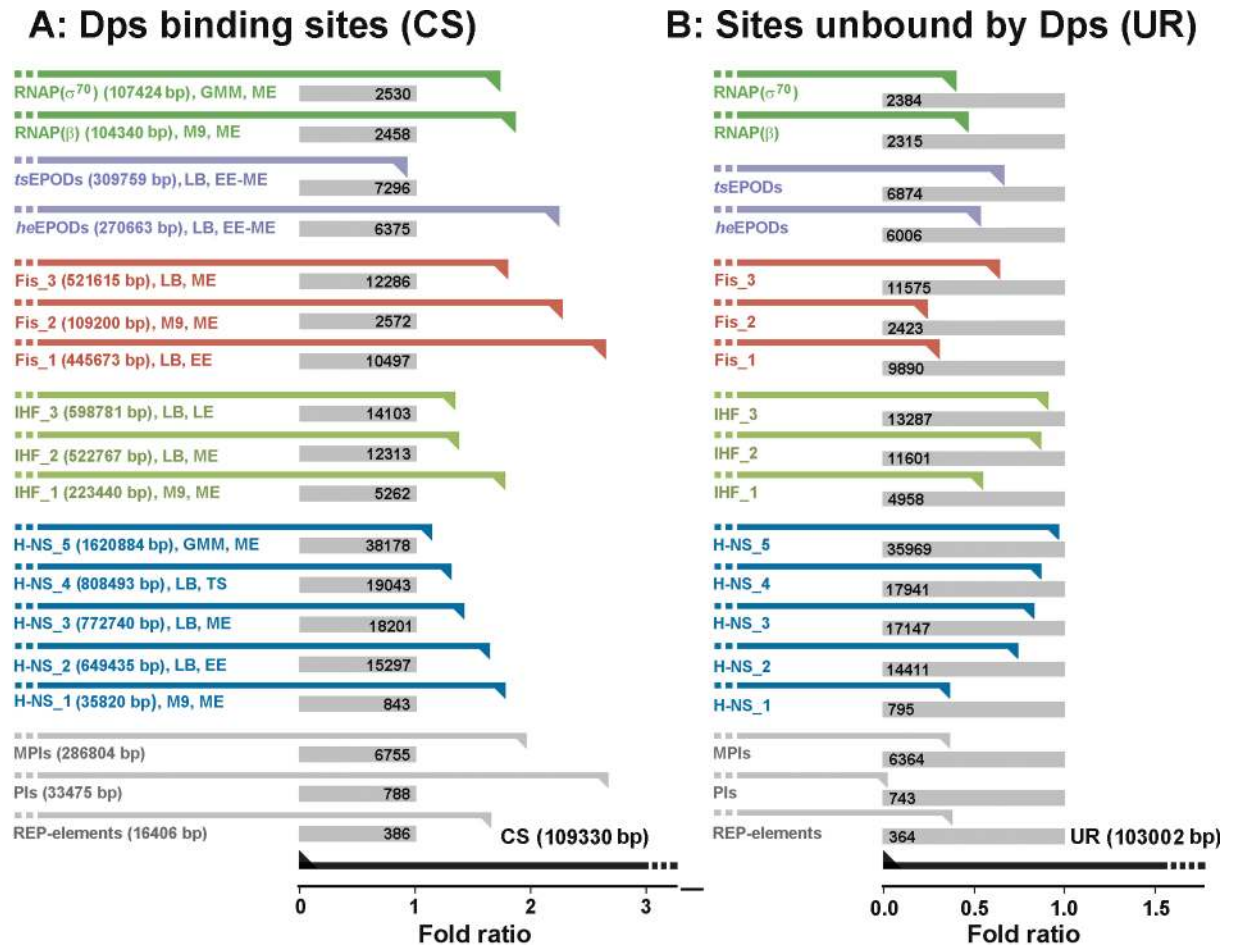 A: Dps binding sites (CS)
RNAP(σ⁷⁰) (107424 bp), GMM, ME
2530
RNAP(β) (104340 bp), M9, ME
2458
tsEPODs (309759 bp), LB, EE-ME
7296
heEPODs (270663 bp), LB, EE-ME
6375
Fis_3 (521615 bp), LB, ME
12286
Fis_2 (109200 bp), M9, ME
2572
Fis_1 (445673 bp), LB, EE
10497
IHF_3 (598781 bp), LB, LE
14103
IHF_2 (522767 bp), LB, ME
12313
IHF_1 (223440 bp), M9, ME
5262
H-NS_5 (1620884 bp), GMM, ME
38178
H-NS_4 (808493 bp), LB, TS
19043
H-NS_3 (772740 bp), LB, ME
18201
H-NS_2 (649435 bp), LB, EE
15297
H-NS_1 (35820 bp), M9, ME
843
MPIs (286804 bp)
6755
PIs (33475 bp)
788
REP-elements (16406 bp)
386
CS (109330 bp)
0 1 2 3
Fold ratio
B: Sites unbound by Dps (UR)
RNAP(σ⁷⁰)
2384
RNAP(β)
2315
tsEPODs
6874
heEPODs
6006
Fis_3
11575
Fis_2
2423
Fis_1
9890
IHF_3
13287
IHF_2
11601
IHF_1
4958
H-NS_5
35969
H-NS_4
17941
H-NS_3
17147
H-NS_2
14411
H-NS_1
795
MPIs
6364
PIs
743
REP-elements
364
UR (103002 bp)
0.0 0.5 1.0 1.5
Fold ratio